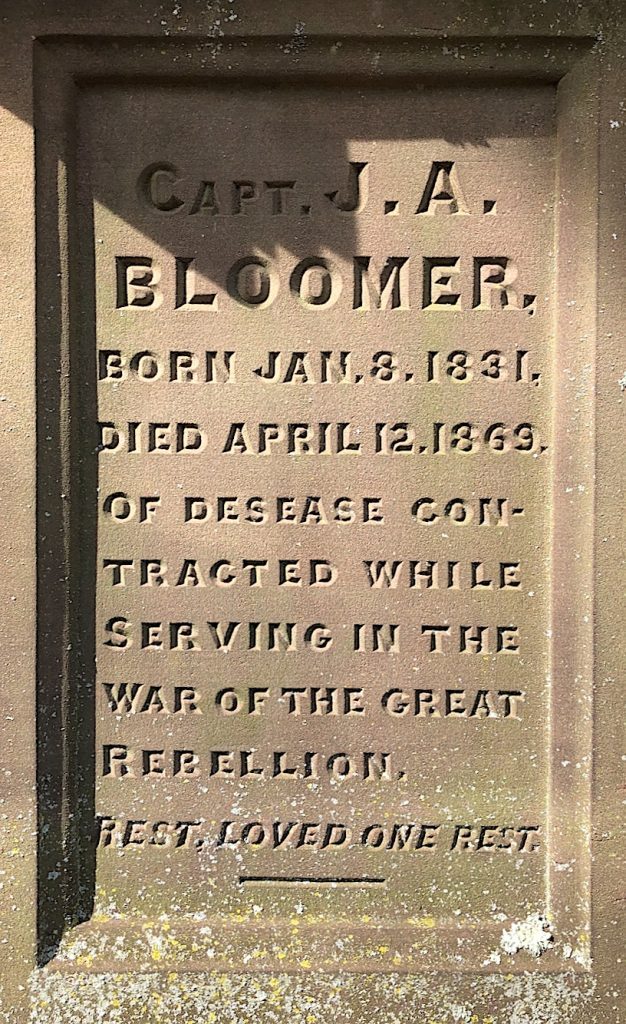 CAPT. J. A.
BLOOMER,
BORN JAN. 8. 1831,
DIED APRIL 12, 1869,
OF DESEASE CON-
TRACTED WHILE
SERVING IN THE
WAR OF THE GREAT
REBELLION.
REST, LOVED ONE REST.